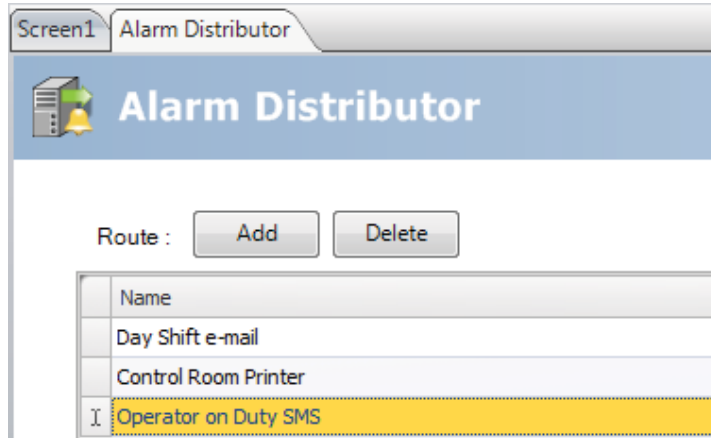 Screen1 Alarm Distributor
Alarm Distributor
Route : Add Delete
Name
Day Shift e-mail
Control Room Printer
Operator on Duty SMS